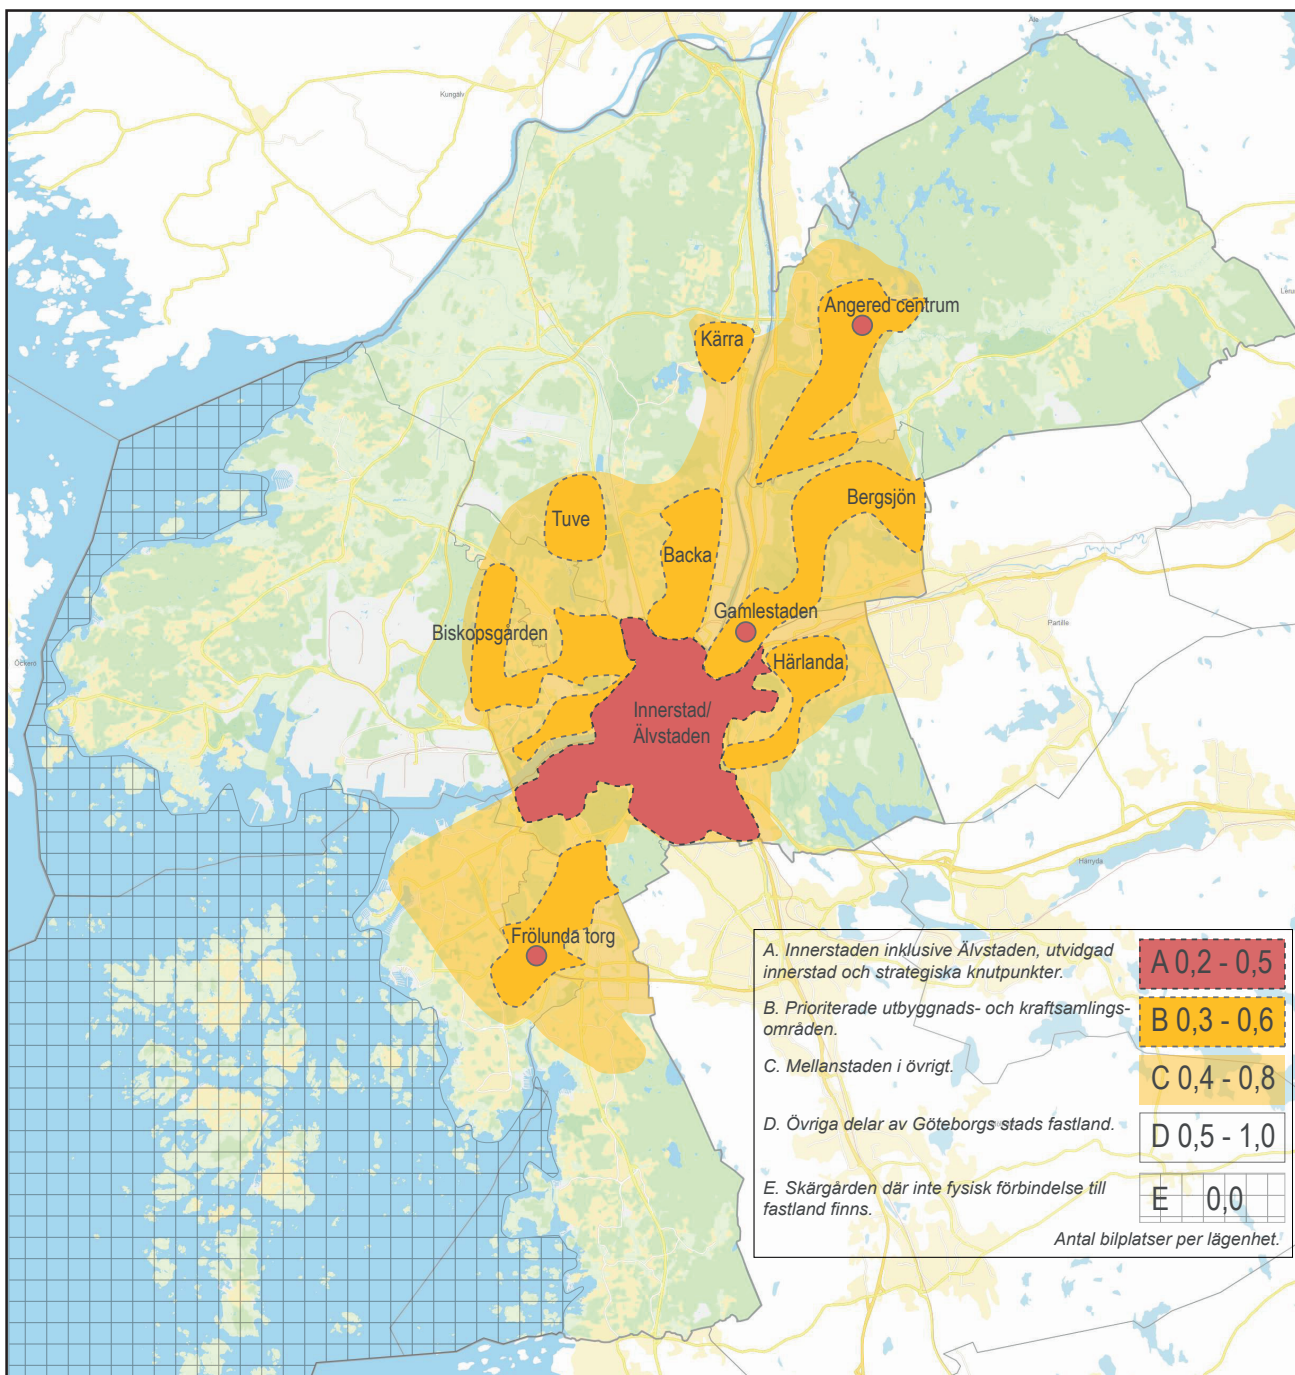 Äle
Kungälv
Angered centrum
Kärra
Bergsjön
Tuve
Backa
Gamlestaden
Biskopsgården
Partille
Öckerö
Härlanda
Innerstad/
Älvstaden
Härryda
Frölunda torg
A. Innerstaden inklusive Älvstaden, utvidgad
innerstad och strategiska knutpunkter.
A 0,2 - 0,5
B. Prioriterade utbyggnads- och kraftsamlings-
områden.
B 0,3 - 0,6
C. Mellanstaden i övrigt.
C 0,4 - 0,8
D. Övriga delar av Göteborgs stads fastland.
D 0,5 - 1,0
E. Skärgården där inte fysisk förbindelse till
fastland finns.
E 0,0
Antal bilplatser per lägenhet.